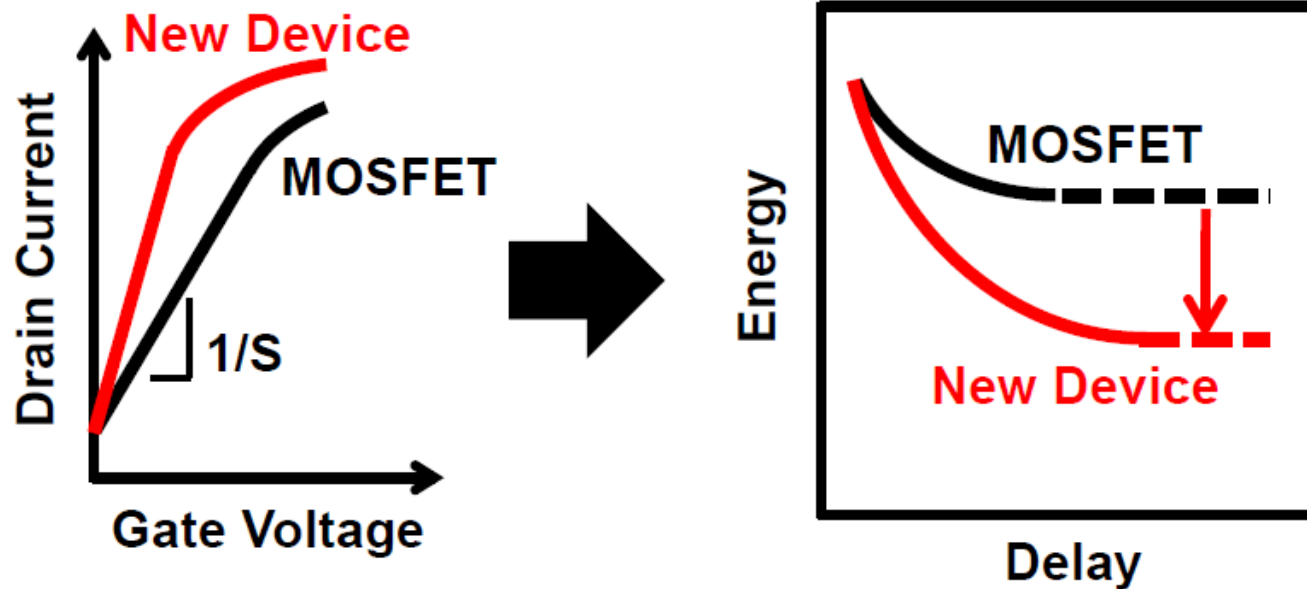 New Device
MOSFET
1/S
Drain Current
Gate Voltage
MOSFET
New Device
Energy
Delay